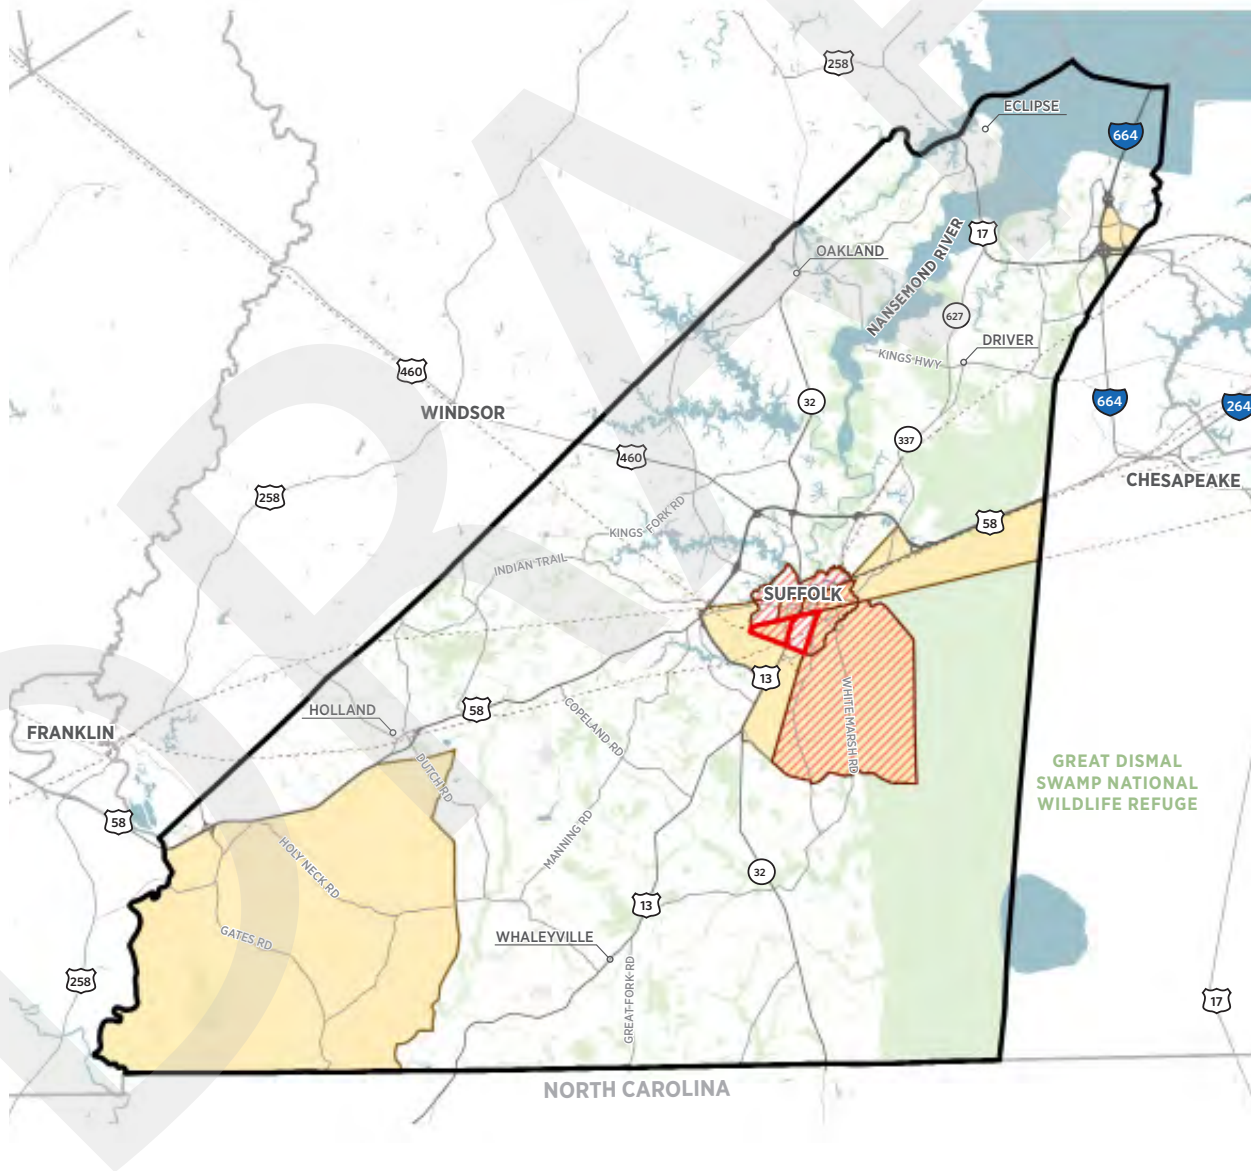 258
ECLIPSE
664
17
NANSEMOND RIVER
OAKLAND
627
DRIVER
KINGS HWY
460
WINDSOR
32
664
264
337
460
CHESAPEAKE
258
KINGS FORK RD
58
INDIAN TRAIL
SUFFOLK
13
WHITE MARSH RD
HOLLAND
58
COPELAND RD
FRANKLIN
DUTCH RD
GREAT DISMAL
SWAMP NATIONAL
WILDLIFE REFUGE
58
MANNING RD
HOLY NECK RD
32
13
GATES RD
WHALEYVILLE
258
GREAT FORK RD
17
NORTH CAROLINA
DRAFT